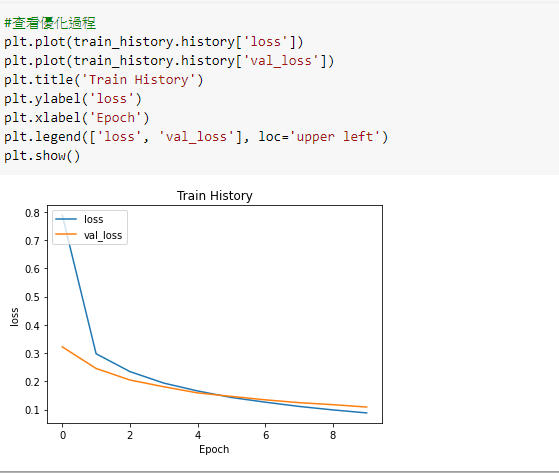 #查看優化過程
plt.plot(train_history.history['loss'])
plt.plot(train_history.history['val_loss'])
plt.title('Train History')
plt.ylabel('loss')
plt.xlabel('Epoch')
plt.legend(['loss', 'val_loss'], loc='upper left')
plt.show()
Train History
loss
val_loss
0.8
0.7
0.6
0.5
0.4
0.3
0.2
0.1
loss
0 2 4 6 8
Epoch